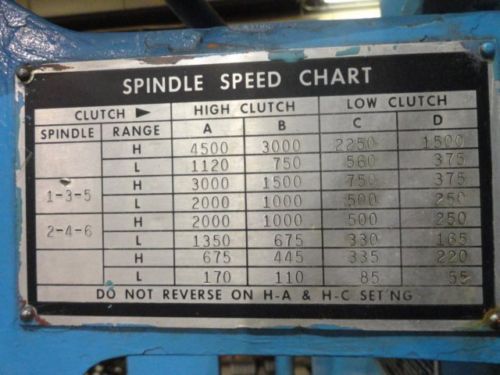 SPINDLE SPEED CHART
CLUTCH ► HIGH CLUTCH LOW CLUTCH
SPINDLE RANGE A B C D
H 4500 3000 2250 1500
L 1120 750 560 375
H 3000 1500 750 375
1-3-5 L 2000 1000 500 250
2-4-6 H 2000 1000 500 250
L 1350 675 330 165
H 675 445 335 220
L 170 110 85 55
DO NOT REVERSE ON H-A & H-C SET'NG